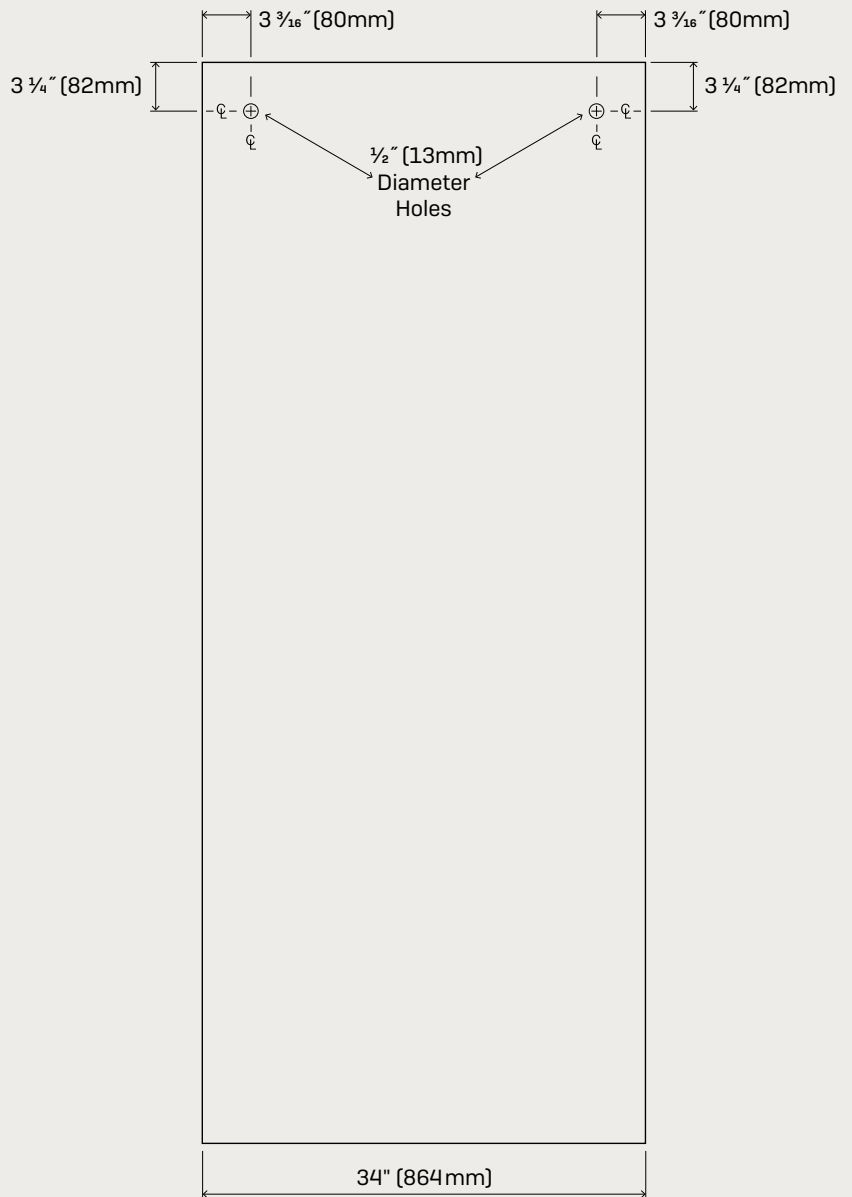 3 ³⁄₁₆˝ (80mm)
3 ³⁄₁₆˝ (80mm)
3 ¼˝ (82mm)
3 ¼˝ (82mm)
℄
℄
℄
℄
½˝ (13mm)
Diameter
Holes
34" (864mm)